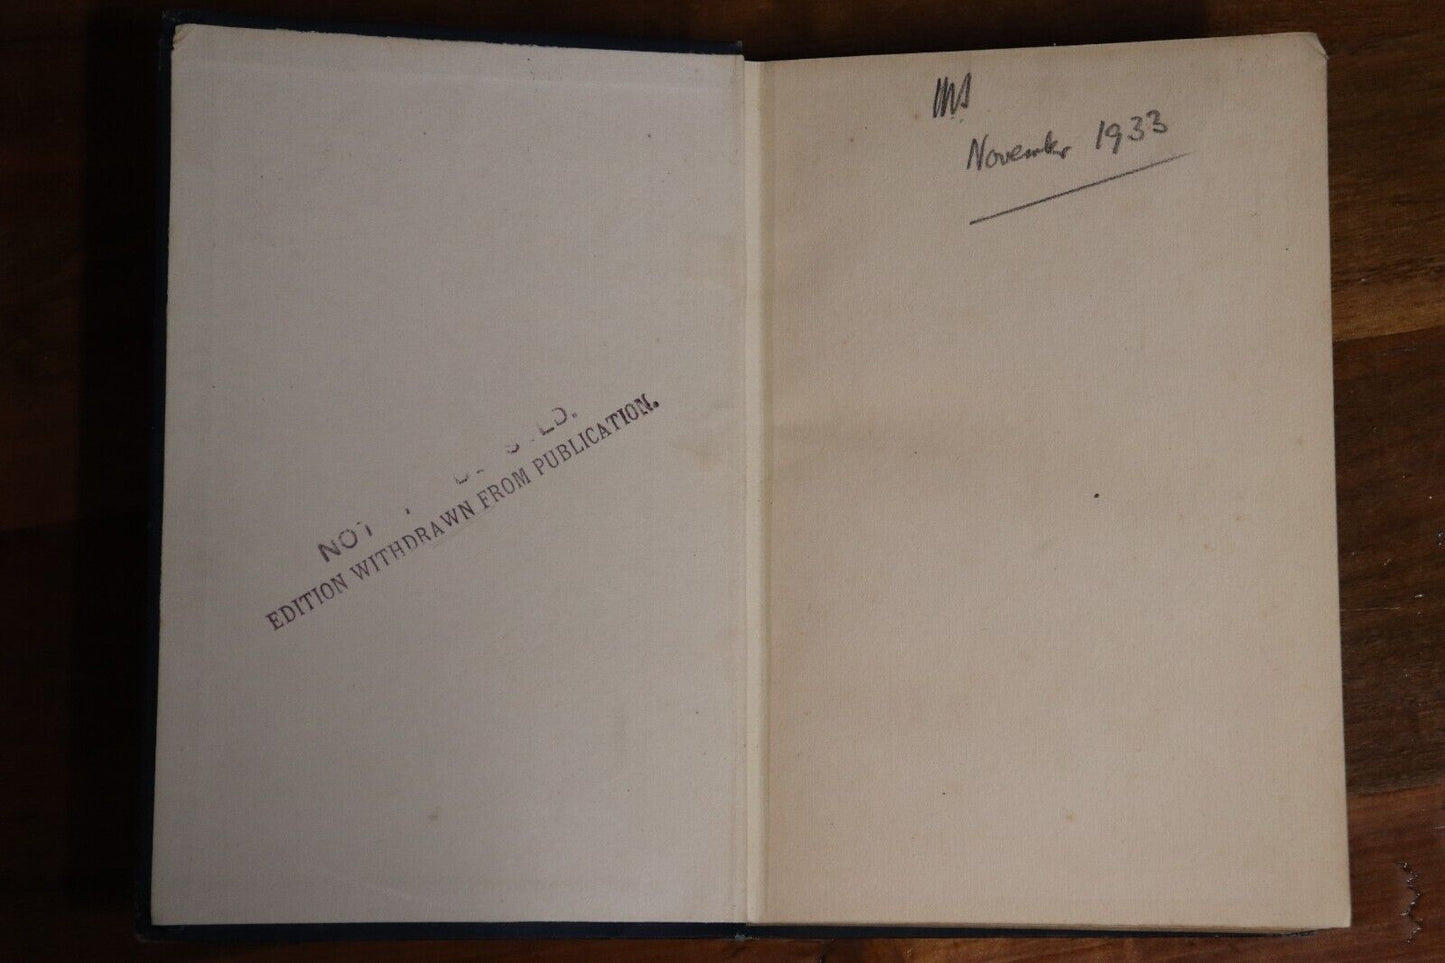 NOT
EDITION WITHDRAWN FROM PUBLICATION.
November 1933